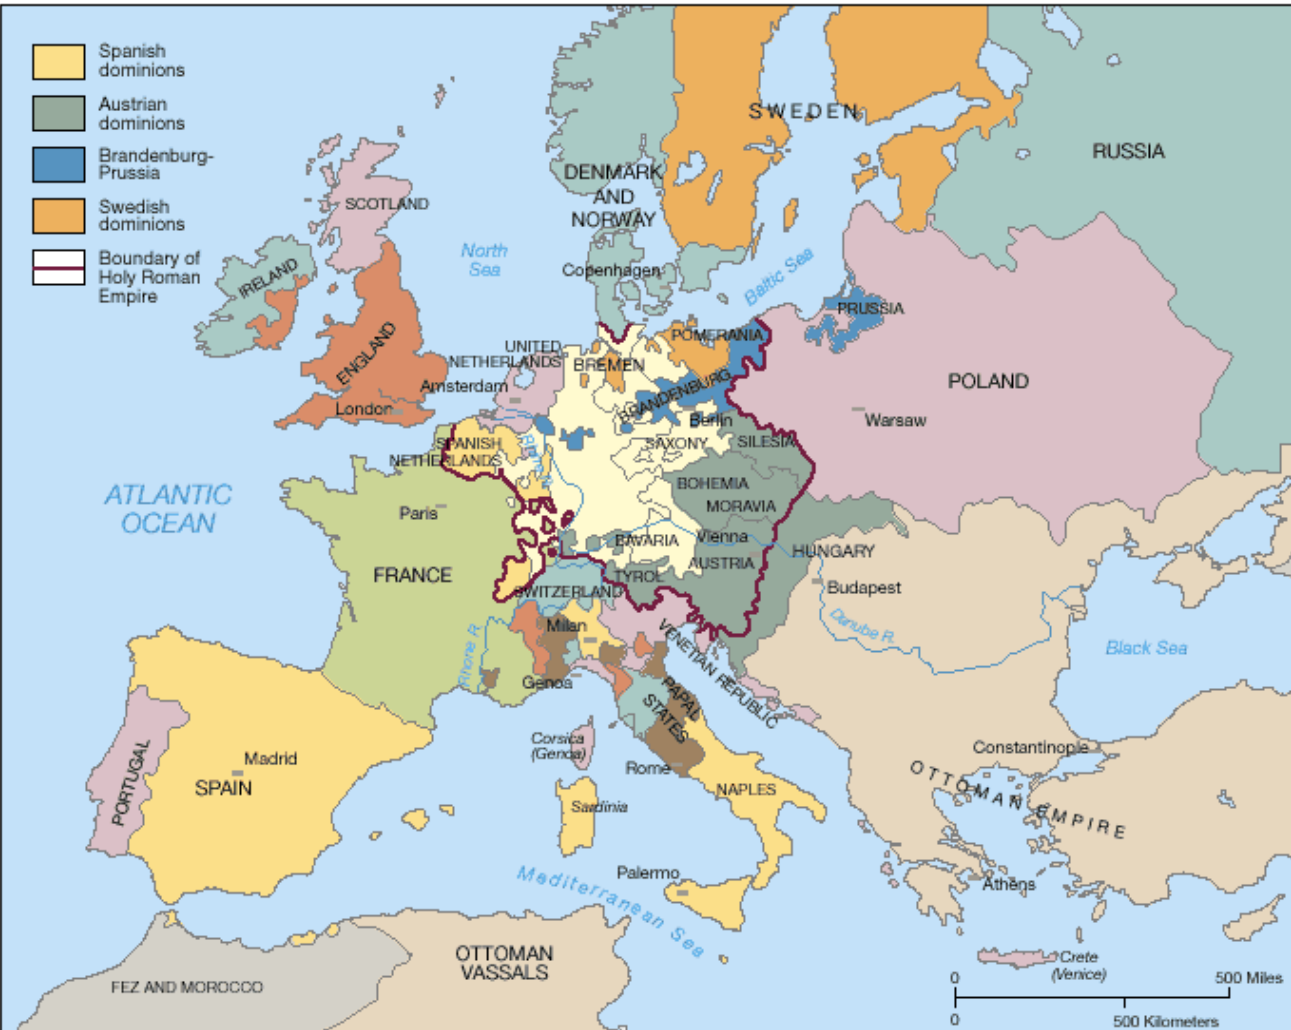 Spanish
dominions
Austrian
dominions
Brandenburg-
Prussia
Swedish
dominions
Boundary of
Holy Roman
Empire
SWEDEN
RUSSIA
DENMARK
AND
NORWAY
SCOTLAND
North
Sea
IRELAND
Copenhagen
Baltic Sea
PRUSSIA
ENGLAND
UNITED
NETHERLANDS
BREMEN
POMERANIA
POLAND
Amsterdam
BRANDENBURG
London
Berlin
Warsaw
SPANISH
NETHERLANDS
Rhine R.
SAXONY
SILESIA
ATLANTIC
OCEAN
BOHEMIA
MORAVIA
Paris
BAVARIA
Vienna
HUNGARY
FRANCE
AUSTRIA
TYROL
SWITZERLAND
Budapest
Milan
Danube R.
Rhone R.
VENETIAN REPUBLIC
Black Sea
Genoa
PAPAL
STATES
Corsica
(Genoa)
Constantinople
Madrid
Rome
SPAIN
PORTUGAL
NAPLES
Sardinia
OTTOMAN EMPIRE
Palermo
Athens
Mediterranean Sea
OTTOMAN
VASSALS
Crete
(Venice)
FEZ AND MOROCCO
0
500 Miles
0
500 Kilometers